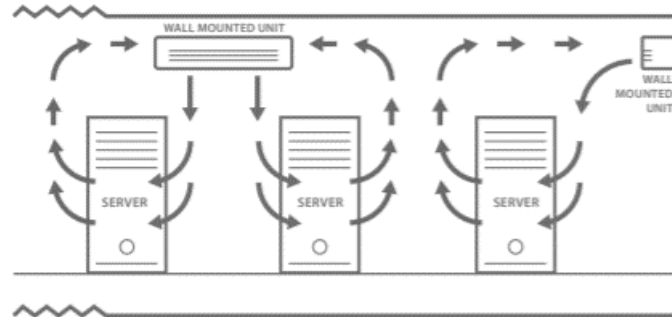 WALL MOUNTED UNIT
WALL
MOUNTED
UNIT
SERVER
SERVER
SERVER